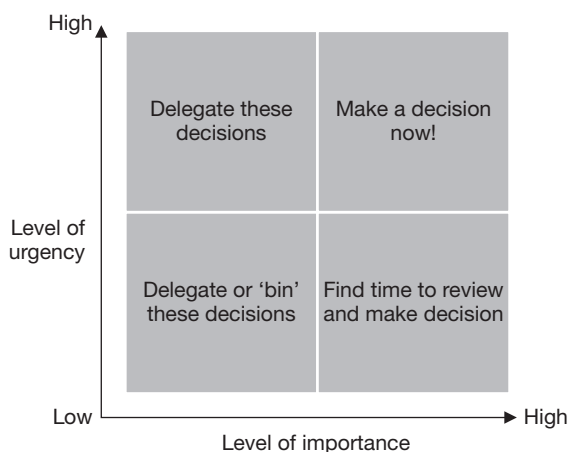 High
Delegate these
decisions
Make a decision
now!
Level of
urgency
Delegate or ‘bin’
these decisions
Find time to review
and make decision
Low
High
Level of importance